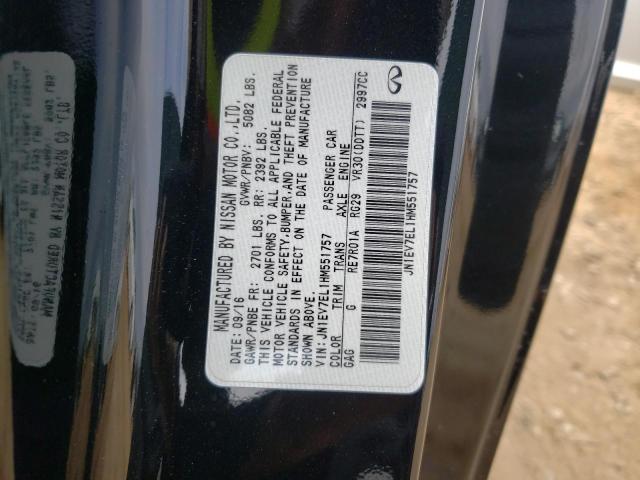 MANUFACTURED BY NISSAN MOTOR CO.,LTD.
DATE: 09/16 GVWR/PNBV: 5082 LBS.
GAWR/PNBE FR: 2701 LBS. RR: 2392 LBS.
THIS VEHICLE CONFORMS TO ALL APPLICABLE FEDERAL
MOTOR VEHICLE SAFETY, BUMPER, AND THEFT PREVENTION
STANDARDS IN EFFECT ON THE DATE OF MANUFACTURE
SHOWN ABOVE.
VIN: JN1EV7EL1HM551757 PASSENGER CAR
COLOR TRIM TRANS AXLE ENGINE
GAG G RE7R01A RG29 VR30(DDTT) 2997CC
JN1EV7EL1HM551757